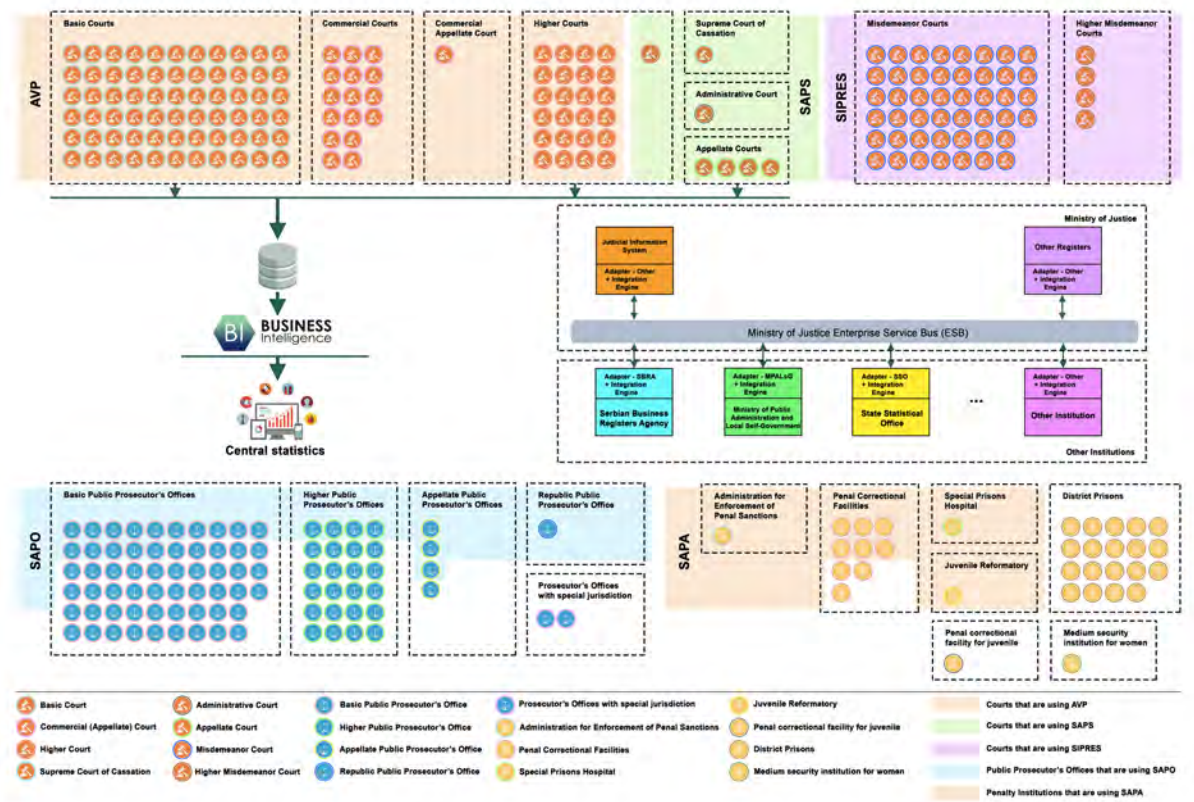 Basic Courts
Commercial Courts
Commercial
Appellate Court
Higher Courts
Supreme Court of
Cassation
Administrative Court
Appellate Courts
Misdemeanor Courts
Higher Misdemeanor
Courts
AVP
SAPS
SIPRES
Ministry of Justice
Judicial Information
System
Adapter - Other
+ Integration
Engine
Other Registers
Adapter - Other
+ Integration
Engine
Ministry of Justice Enterprise Service Bus (ESB)
Adapter - SBRA
+ Integration
Engine
Serbian Business
Registers Agency
Adapter - MPALSG
+ Integration
Engine
Ministry of Public
Administration and
Local Self-Government
Adapter - SSO
+ Integration
Engine
State Statistical
Office
...
Adapter - Other
+ Integration
Engine
Other Institution
Other Institutions
BI BUSINESS
Intelligence
Central statistics
SAPO
Basic Public Prosecutor's Offices
Higher Public
Prosecutor's Offices
Appellate Public
Prosecutor's Offices
Republic Public
Prosecutor's Office
Prosecutor's Offices
with special jurisdiction
SAPA
Administration for
Enforcement of
Penal Sanctions
Penal Correctional
Facilities
Special Prisons
Hospital
Juvenile Reformatory
District Prisons
Penal correctional
facility for juvenile
Medium security
institution for women
Basic Court
Commercial (Appellate) Court
Higher Court
Supreme Court of Cassation
Administrative Court
Appellate Court
Misdemeanor Court
Higher Misdemeanor Court
Basic Public Prosecutor's Office
Higher Public Prosecutor's Office
Appellate Public Prosecutor's Office
Republic Public Prosecutor's Office
Prosecutor's Offices with special jurisdiction
Administration for Enforcement of Penal Sanctions
Penal Correctional Facilities
Special Prisons Hospital
Juvenile Reformatory
Penal correctional facility for juvenile
District Prisons
Medium security institution for women
Courts that are using AVP
Courts that are using SAPS
Courts that are using SIPRES
Public Prosecutor's Offices that are using SAPO
Penalty Institutions that are using SAPA